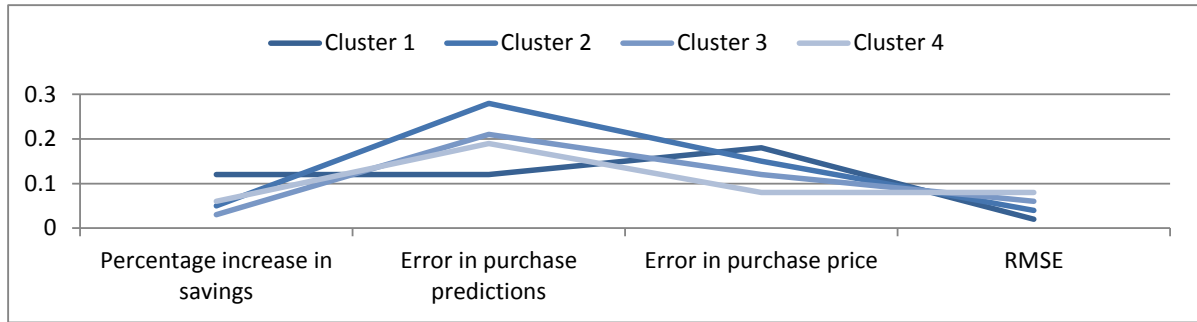 Cluster 1 Cluster 2 Cluster 3 Cluster 4
0.3
0.2
0.1
0
Percentage increase in
savings
Error in purchase
predictions
Error in purchase price
RMSE